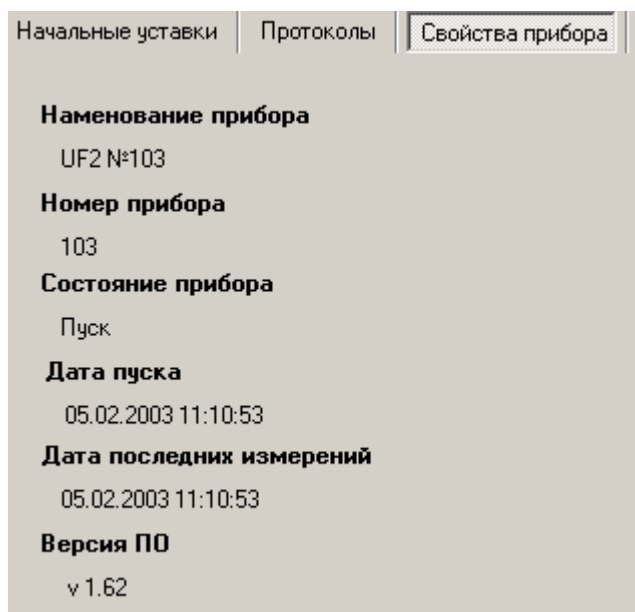 Начальные уставки Протоколы Свойства прибора
Наменование прибора
UF2 №103
Номер прибора
103
Состояние прибора
Пуск
Дата пуска
05.02.2003 11:10:53
Дата последних измерений
05.02.2003 11:10:53
Версия ПО
v 1.62